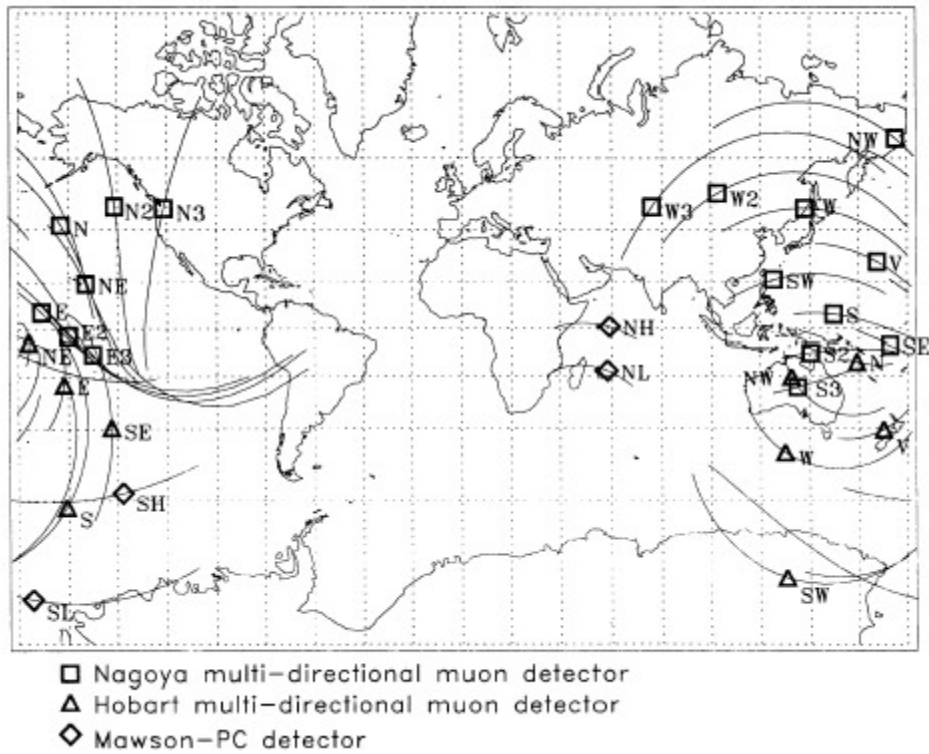 NW
N2
N3
W3
W2
W
N
V
NE
SW
E
S
E2
NH
SE
NE
E3
S2
N
E
NL
NW
S3
SE
V
W
SH
S
SW
SL
Nagoya multi-directional muon detector
Hobart multi-directional muon detector
Mawson-PC detector